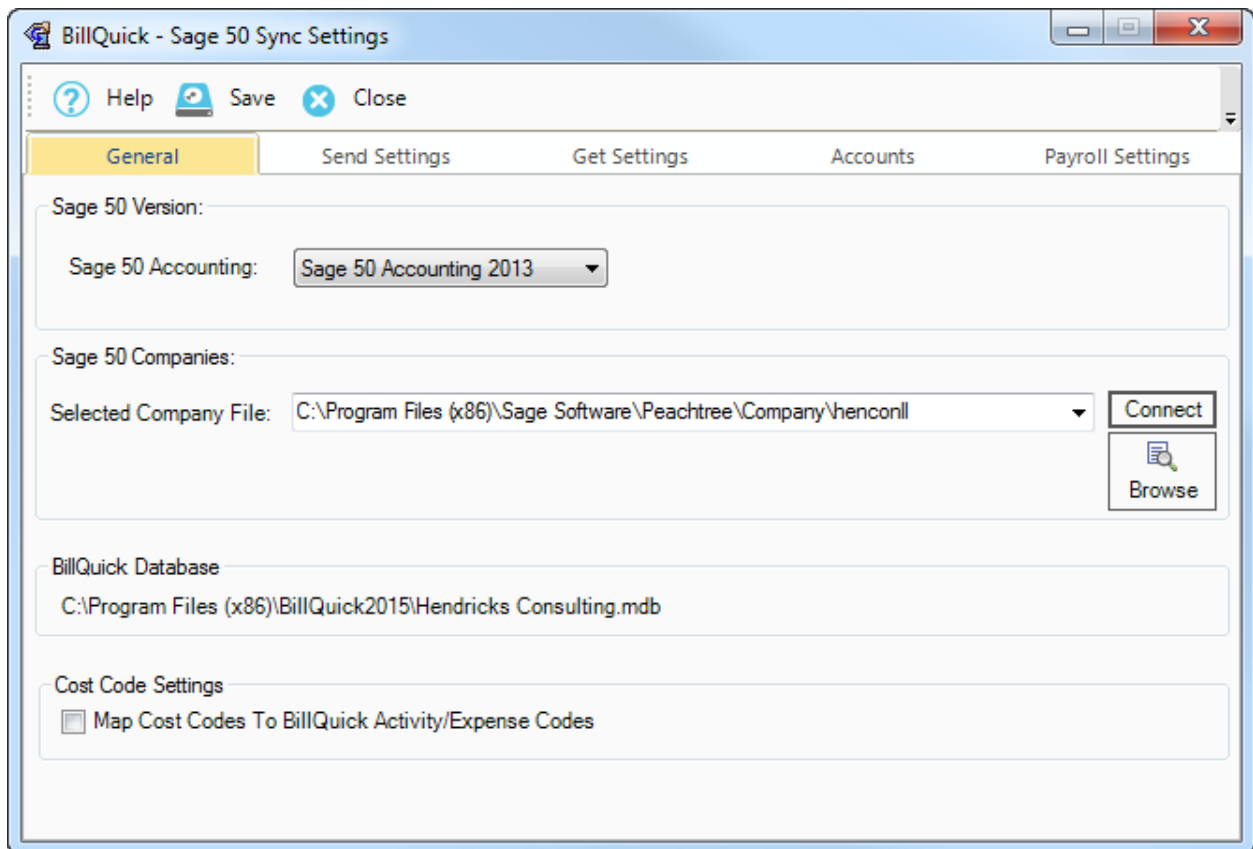 BillQuick - Sage 50 Sync Settings
Help Save Close
General Send Settings Get Settings Accounts Payroll Settings
Sage 50 Version:
Sage 50 Accounting: Sage 50 Accounting 2013
Sage 50 Companies:
Selected Company File: C:\Program Files (x86)\Sage Software\Peachtree\Company\henconll Connect
Browse
BillQuick Database
C:\Program Files (x86)\BillQuick2015\Hendricks Consulting.mdb
Cost Code Settings
Map Cost Codes To BillQuick Activity/Expense Codes